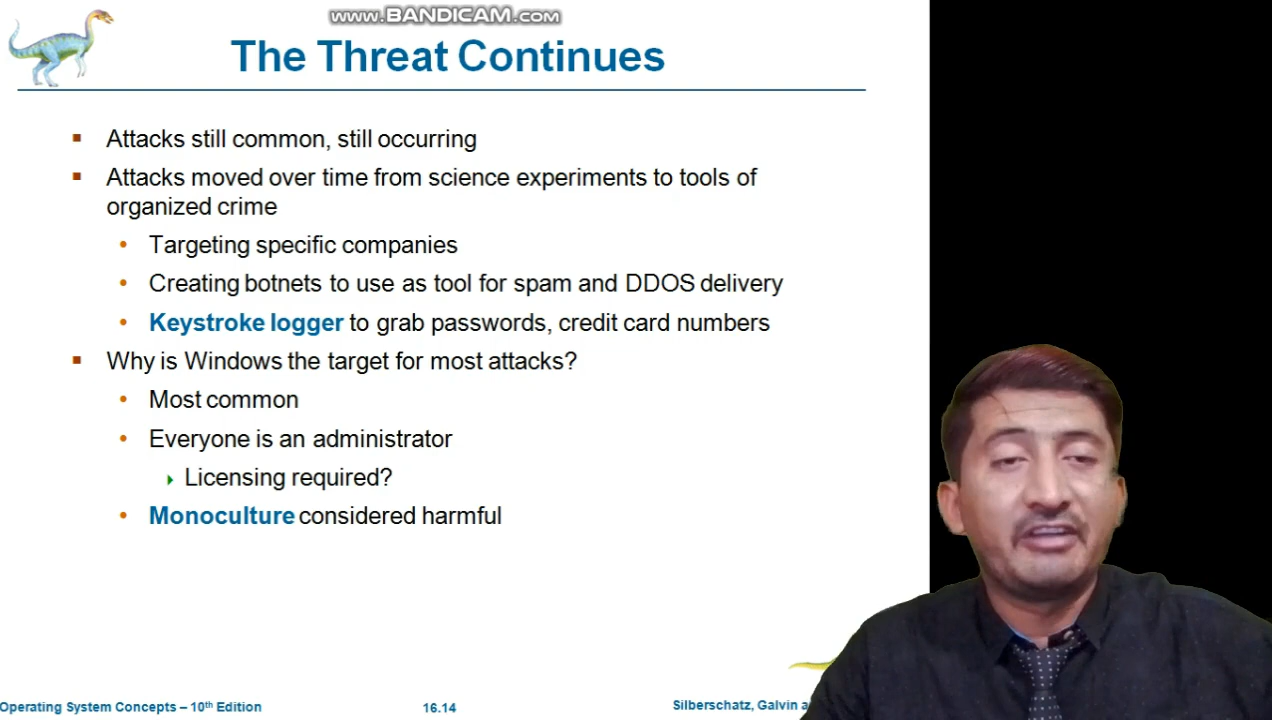 www.BANDICAM.com
The Threat Continues
Attacks still common, still occurring
Attacks moved over time from science experiments to tools of
organized crime
Targeting specific companies
Creating botnets to use as tool for spam and DDOS delivery
Keystroke logger to grab passwords, credit card numbers
Why is Windows the target for most attacks?
Most common
Everyone is an administrator
Licensing required?
Monoculture considered harmful
Operating System Concepts – 10th Edition
16.14
Silberschatz, Galvin